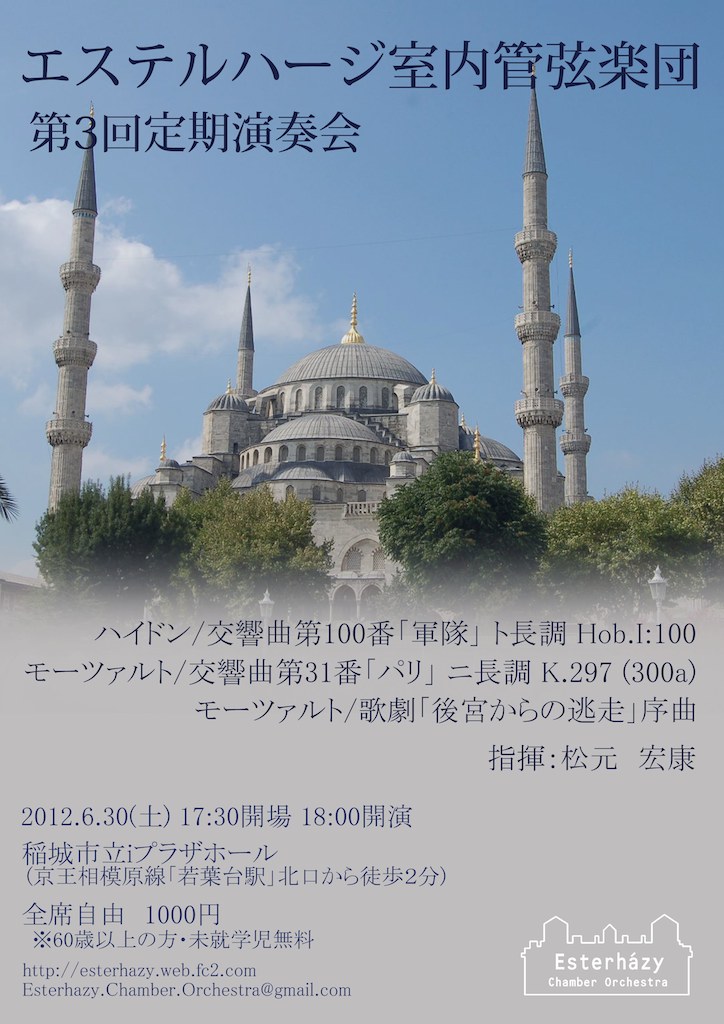 エステルハージ室内管弦楽団
第3回定期演奏会
ハイドン/交響曲第100番「軍隊」ト長調 Hob.I:100
モーツァルト/交響曲第31番「パリ」ニ長調 K.297 (300a)
モーツァルト/歌劇「後宮からの逃走」序曲
指揮:松元 宏康
2012.6.30(土) 17:30開場 18:00開演
稲城市立iプラザホール
(京王相模原線「若葉台駅」北口から徒歩2分)
全席自由 1000円
※60歳以上の方・未就学児無料
http://esterhazy.web.fc2.com
Esterhazy.Chamber.Orchestra@gmail.com
Esterházy
Chamber Orchestra